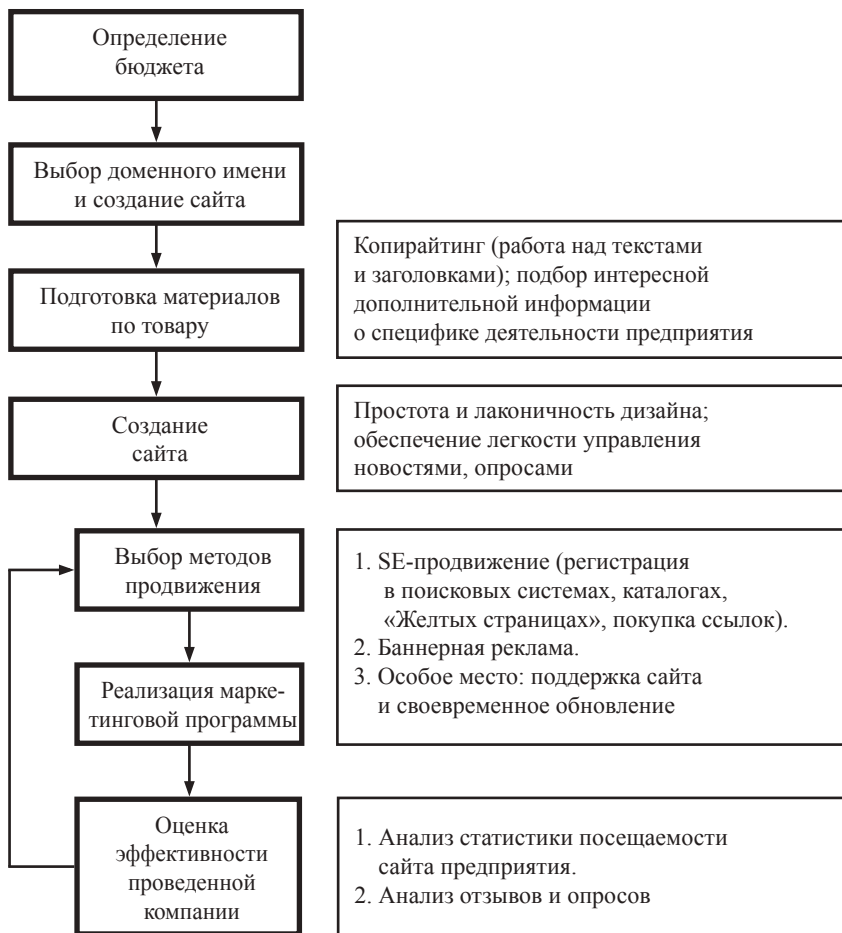 Определение
бюджета
Выбор доменного имени
и создание сайта
Подготовка материалов
по товару
Копирайтинг (работа над текстами
и заголовками); подбор интересной
дополнительной информации
о специфике деятельности предприятия
Создание
сайта
Простота и лаконичность дизайна;
обеспечение легкости управления
новостями, опросами
Выбор методов
продвижения
Реализация марке-
тинговой программы
1. SE-продвижение (регистрация
в поисковых системах, каталогах,
«Желтых страницах», покупка ссылок).
2. Баннерная реклама.
3. Особое место: поддержка сайта
и своевременное обновление
Оценка
эффективности
проведенной
компании
1. Анализ статистики посещаемости
сайта предприятия.
2. Анализ отзывов и опросов